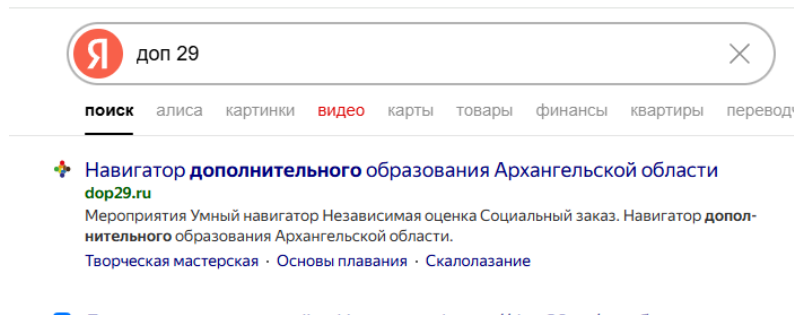 Я доп 29
поиск алиса картинки видео карты товары финансы квартиры перевод
Навигатор дополнительного образования Архангельской области
dop29.ru
Мероприятия Умный навигатор Независимая оценка Социальный заказ. Навигатор допол-
нительного образования Архангельской области.
Творческая мастерская · Основы плавания · Скалолазание